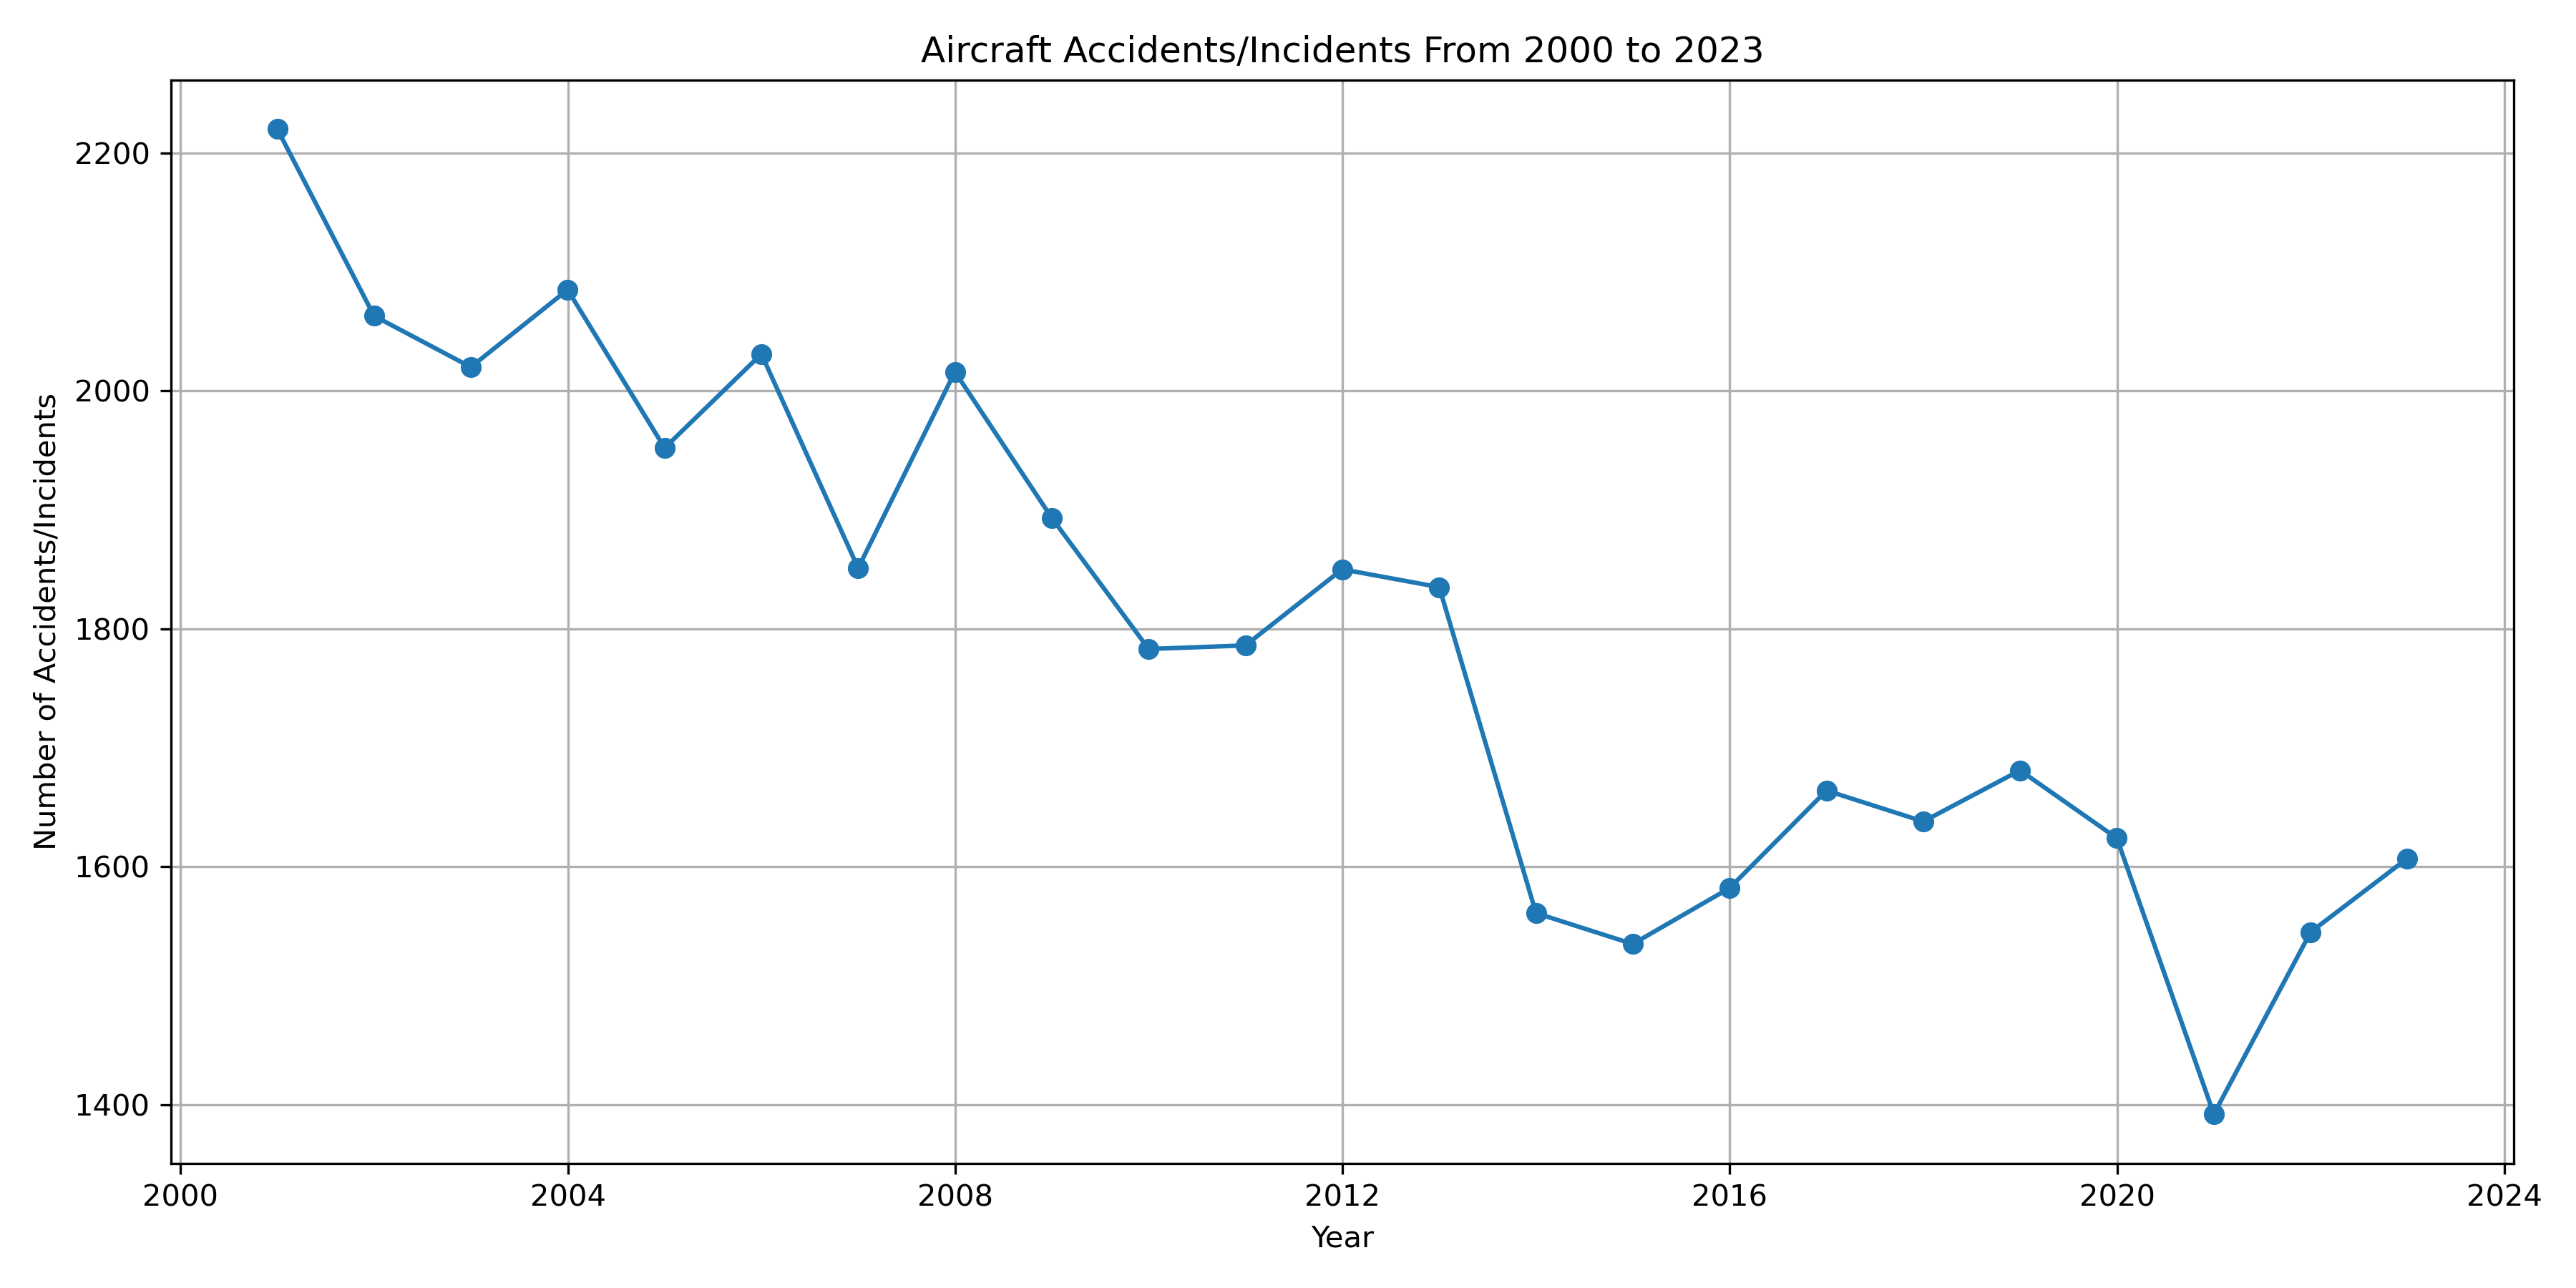 Aircraft Accidents/Incidents From 2000 to 2023
Number of Accidents/Incidents
2200
2000
1800
1600
1400
2000 2004 2008 2012 2016 2020 2024
Year